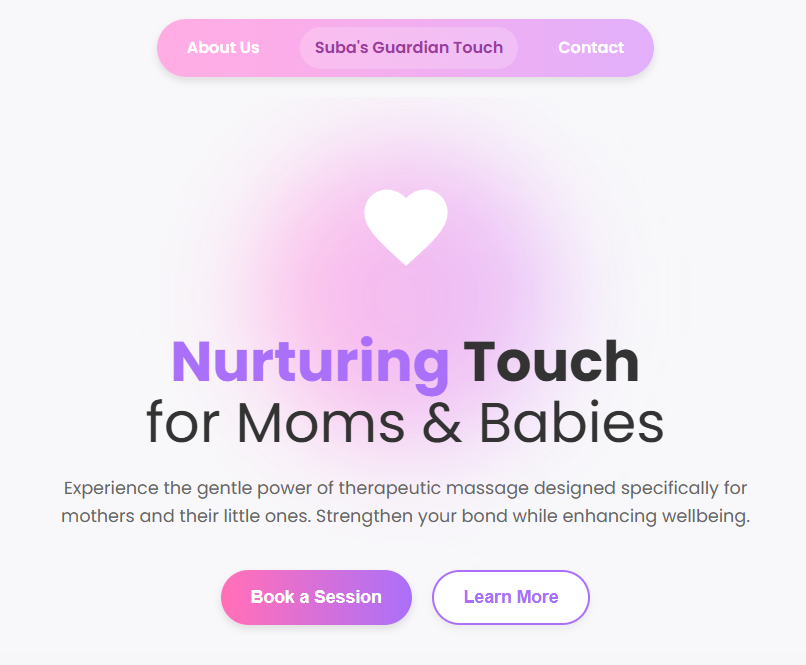 About Us
Suba's Guardian Touch
Contact
Nurturing Touch
for Moms & Babies
Experience the gentle power of therapeutic massage designed specifically for
mothers and their little ones. Strengthen your bond while enhancing wellbeing.
Book a Session
Learn More